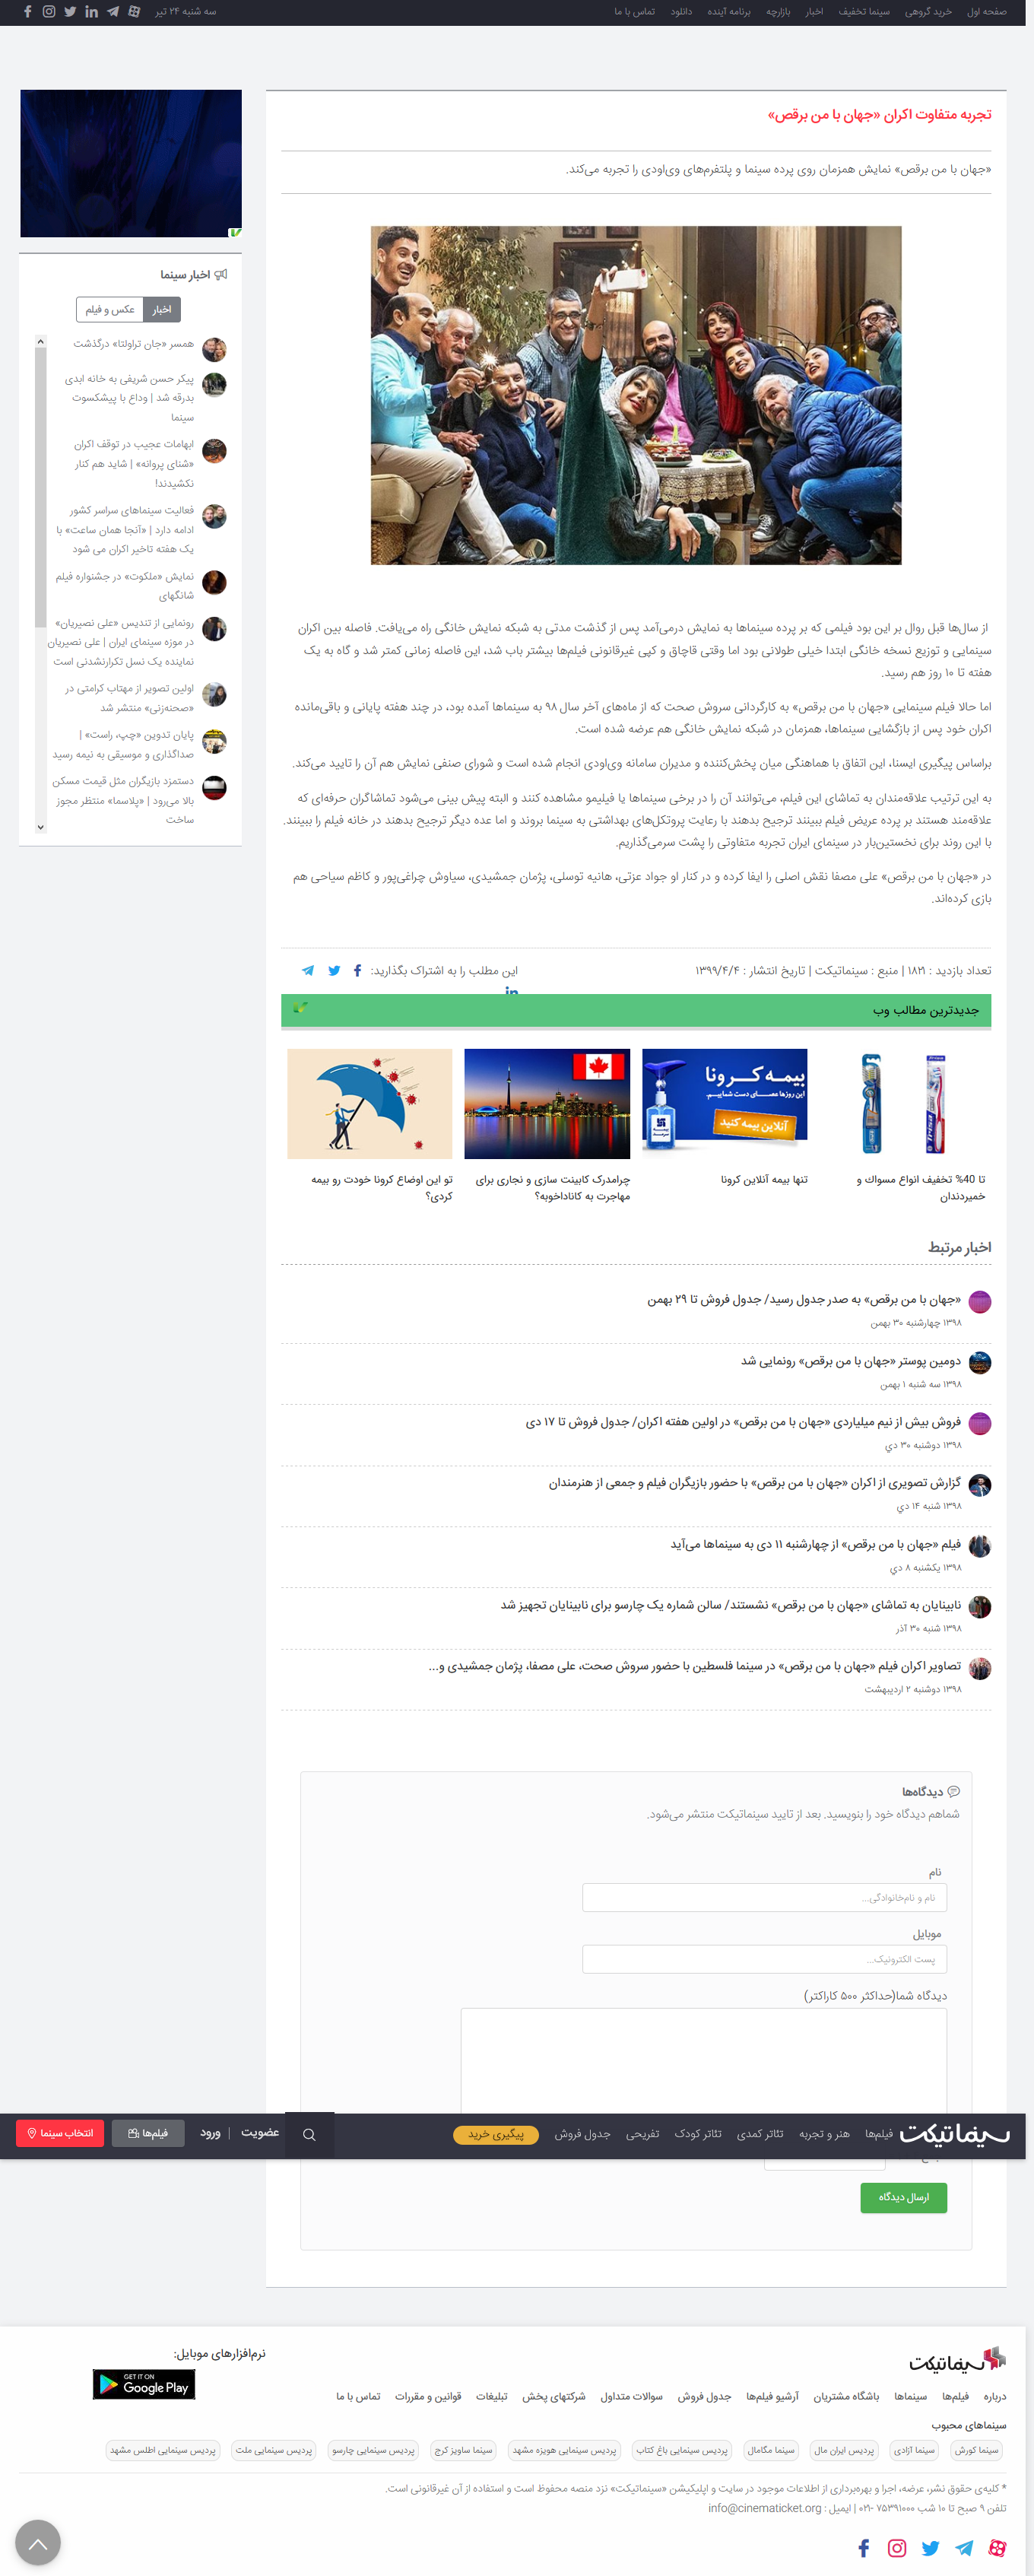 صفحه اول
خرید گروهی
سینما تخفیف
اخبار
بازارچه
برنامه آینده
دانلود
تماس با ما
سه شنبه ۲۴ تیر
تجربه متفاوت اکران «جهان با من برقص»
«جهان با من برقص» نمایش همزمان روی پرده سینما و پلتفرم‌های وی‌اودی را تجربه می‌کند.
از سال‌ها قبل روال بر این بود فیلمی که بر پرده سینماها به نمایش درمی‌آمد پس از گذشت مدتی به شبکه نمایش خانگی راه می‌یافت. فاصله بین اکران
سینمایی و توزیع نسخه خانگی ابتدا خیلی طولانی بود اما وقتی قاچاق و کپی غیرقانونی فیلم‌ها بیشتر باب شد، این فاصله زمانی کمتر شد و گاه به یک
هفته تا ۱۰ روز هم رسید.
اما حالا فیلم سینمایی «جهان با من برقص» به کارگردانی سروش صحت که از ماه‌های آخر سال ۹۸ به سینماها آمده بود، در چند هفته پایانی و باقی‌مانده
اکران خود پس از بازگشایی سینماها، همزمان در شبکه نمایش خانگی هم عرضه شده است.
براساس پیگیری ایسنا، این اتفاق با هماهنگی میان پخش‌کننده و مدیران سامانه وی‌اودی انجام شده است و شورای صنفی نمایش هم آن را تایید می‌کند.
به این ترتیب علاقه‌مندان به تماشای این فیلم، می‌توانند آن را در برخی سینماها یا فیلیمو مشاهده کنند و البته پیش بینی می‌شود تماشاگران حرفه‌ای که
علاقه‌مند هستند بر پرده عریض فیلم ببینند ترجیح بدهند با رعایت پروتکل‌های بهداشتی به سینما بروند و اما عده دیگر ترجیح بدهند در خانه فیلم را ببینند.
با این روند برای نخستین‌بار در سینمای ایران تجربه متفاوتی را پشت سرمی‌گذاریم.
در «جهان با من برقص» علی مصفا نقش اصلی را ایفا کرده و در کنار او جواد عزتی، هانیه توسلی، پژمان جمشیدی، سیاوش چراغی‌پور و کاظم سیاحی هم
بازی کرده‌اند.
تعداد بازدید : ۱۸۲۱ | منبع : سینماتیکت | تاریخ انتشار : ۱۳۹۹/۴/۴
این مطلب را به اشتراک بگذارید:
جدیدترین مطالب وب
بیمه کرونا
این روزها عصای دست شماییم.
آنلاین بیمه کنید
تا 40% تخفیف انواع مسواك و
خمیردندان
تنها بیمه آنلاین کرونا
چرامدرک کابینت سازی و نجاری برای
مهاجرت به کاناداخوبه؟
تو این اوضاع کرونا خودت رو بیمه
کردی؟
اخبار مرتبط
«جهان با من برقص» به صدر جدول رسید/ جدول فروش تا ۲۹ بهمن
۱۳۹۸ چهارشنبه ۳۰ بهمن
دومین پوستر «جهان با من برقص» رونمایی شد
۱۳۹۸ سه شنبه ۱ بهمن
فروش بیش از نیم میلیاردی «جهان با من برقص» در اولین هفته اکران/ جدول فروش تا ۱۷ دی
۱۳۹۸ دوشنبه ۳۰ دي
گزارش تصویری از اکران «جهان با من برقص» با حضور بازیگران فیلم و جمعی از هنرمندان
۱۳۹۸ شنبه ۱۴ دي
فیلم «جهان با من برقص» از چهارشنبه ۱۱ دی به سینماها می‌آید
۱۳۹۸ یکشنبه ۸ دي
نابینایان به تماشای «جهان با من برقص» نشستند/ سالن شماره یک چارسو برای نابینایان تجهیز شد
۱۳۹۸ شنبه ۳۰ آذر
تصاویر اکران فیلم «جهان با من برقص» در سینما فلسطین با حضور سروش صحت، علی مصفا، پژمان جمشیدی و...
۱۳۹۸ دوشنبه ۲ اردیبهشت
دیدگاه‌ها
شماهم دیدگاه خود را بنویسید. بعد از تایید سینماتیکت منتشر می‌شود.
نام
نام و نام‌خانوادگی...
موبایل
پست الکترونیک...
دیدگاه شما(حداکثر ۵۰۰ کاراکتر)
سینماتیکت
فیلم‌ها
هنر و تجربه
تئاتر کمدی
تئاتر کودک
تفریحی
جدول فروش
پیگیری خرید
عضویت
ورود
فیلم‌ها
انتخاب سینما
ارسال دیدگاه
اخبار سینما
اخبار
عکس و فیلم
همسر «جان تراولتا» درگذشت
پیکر حسن شریفی به خانه ابدی
بدرقه شد | وداع با پیشکسوت
سینما
ابهامات عجیب در توقف اکران
«شنای پروانه» | شاید هم کنار
نکشیدند!
فعالیت سینماهای سراسر کشور
ادامه دارد | «آنجا همان ساعت» با
یک هفته تاخیر اکران می شود
نمایش «ملکوت» در جشنواره فیلم
شانگهای
رونمایی از تندیس «علی نصیریان»
در موزه سینمای ایران | علی نصیریان
نماینده یک نسل تکرارنشدنی است
اولین تصویر از مهتاب کرامتی در
«صحنه‌زنی» منتشر شد
پایان تدوین «چپ، راست» |
صداگذاری و موسیقی به نیمه رسید
دستمزد بازیگران مثل قیمت مسکن
بالا می‌رود | «پلاسما» منتظر مجوز
ساخت
سینماتیکت
درباره
فیلم‌ها
سینماها
باشگاه مشتریان
آرشیو فیلم‌ها
جدول فروش
سوالات متداول
شرکتهای پخش
تبلیغات
قوانین و مقررات
تماس با ما
نرم‌افزارهای موبایل:
GET IT ON
Google Play
سینماهای محبوب
سینما کورش
سینما آزادی
پردیس ایران مال
سینما مگامال
پردیس سینمایی باغ کتاب
پردیس سینمایی هویزه مشهد
سینما ساویز کرج
پردیس سینمایی چارسو
پردیس سینمایی ملت
پردیس سینمایی اطلس مشهد
* کلیه‌ی حقوق نشر، عرضه، اجرا و بهره‌برداری از اطلاعات موجود در سایت و اپلیکیشن «سینماتیکت» نزد منصه محفوظ است و استفاده از آن غیرقانونی است.
تلفن ۹ صبح تا ۱۰ شب ۷۵۳۹۱۰۰۰ -۰۲۱ | ایمیل : info@cinematicket.org